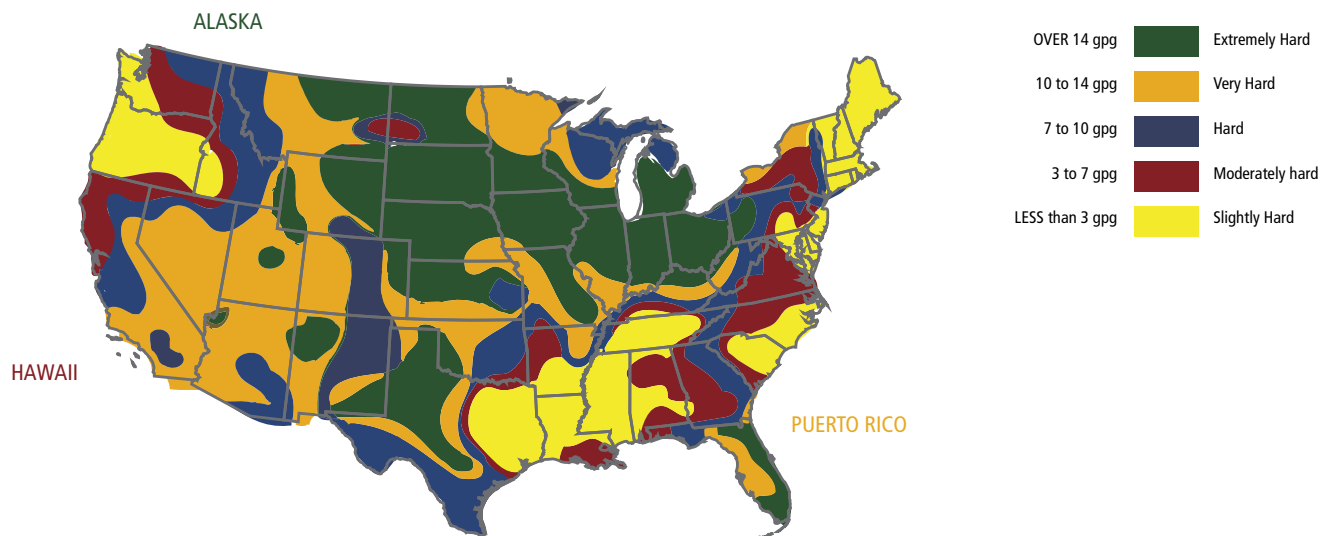 ALASKA
HAWAII
PUERTO RICO
OVER 14 gpg Extremely Hard
10 to 14 gpg Very Hard
7 to 10 gpg Hard
3 to 7 gpg Moderately hard
LESS than 3 gpg Slightly Hard